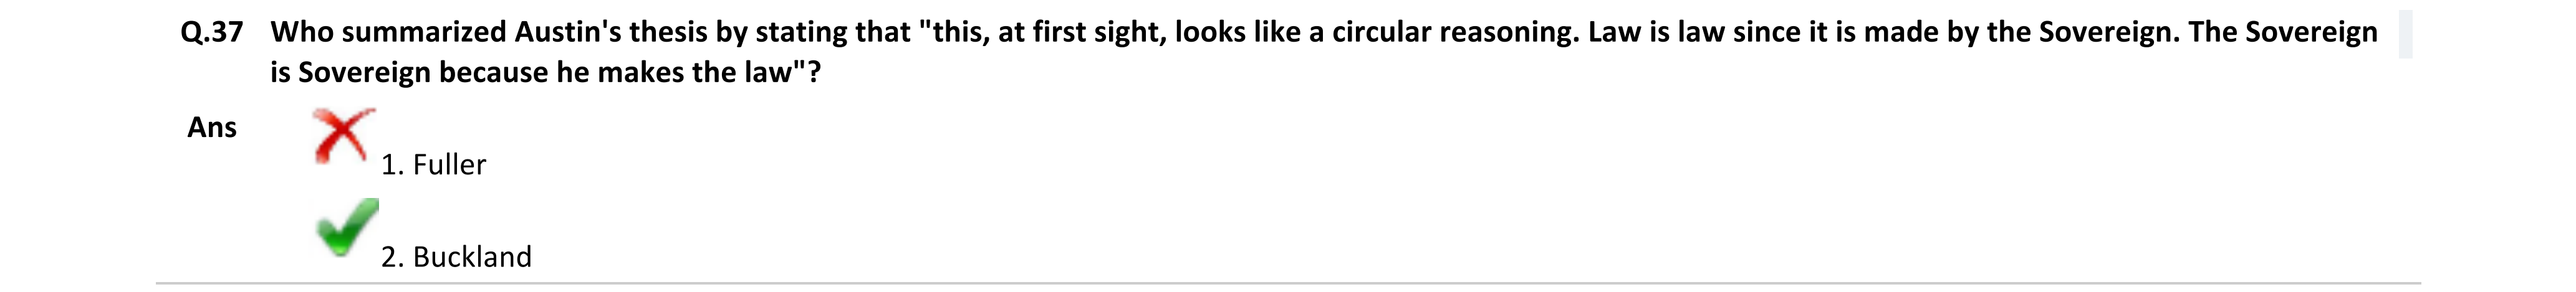 Q.37 Who summarized Austin's thesis by stating that "this, at first sight, looks like a circular reasoning. Law is law since it is made by the Sovereign. The Sovereign
is Sovereign because he makes the law"?
Ans
1. Fuller
2. Buckland